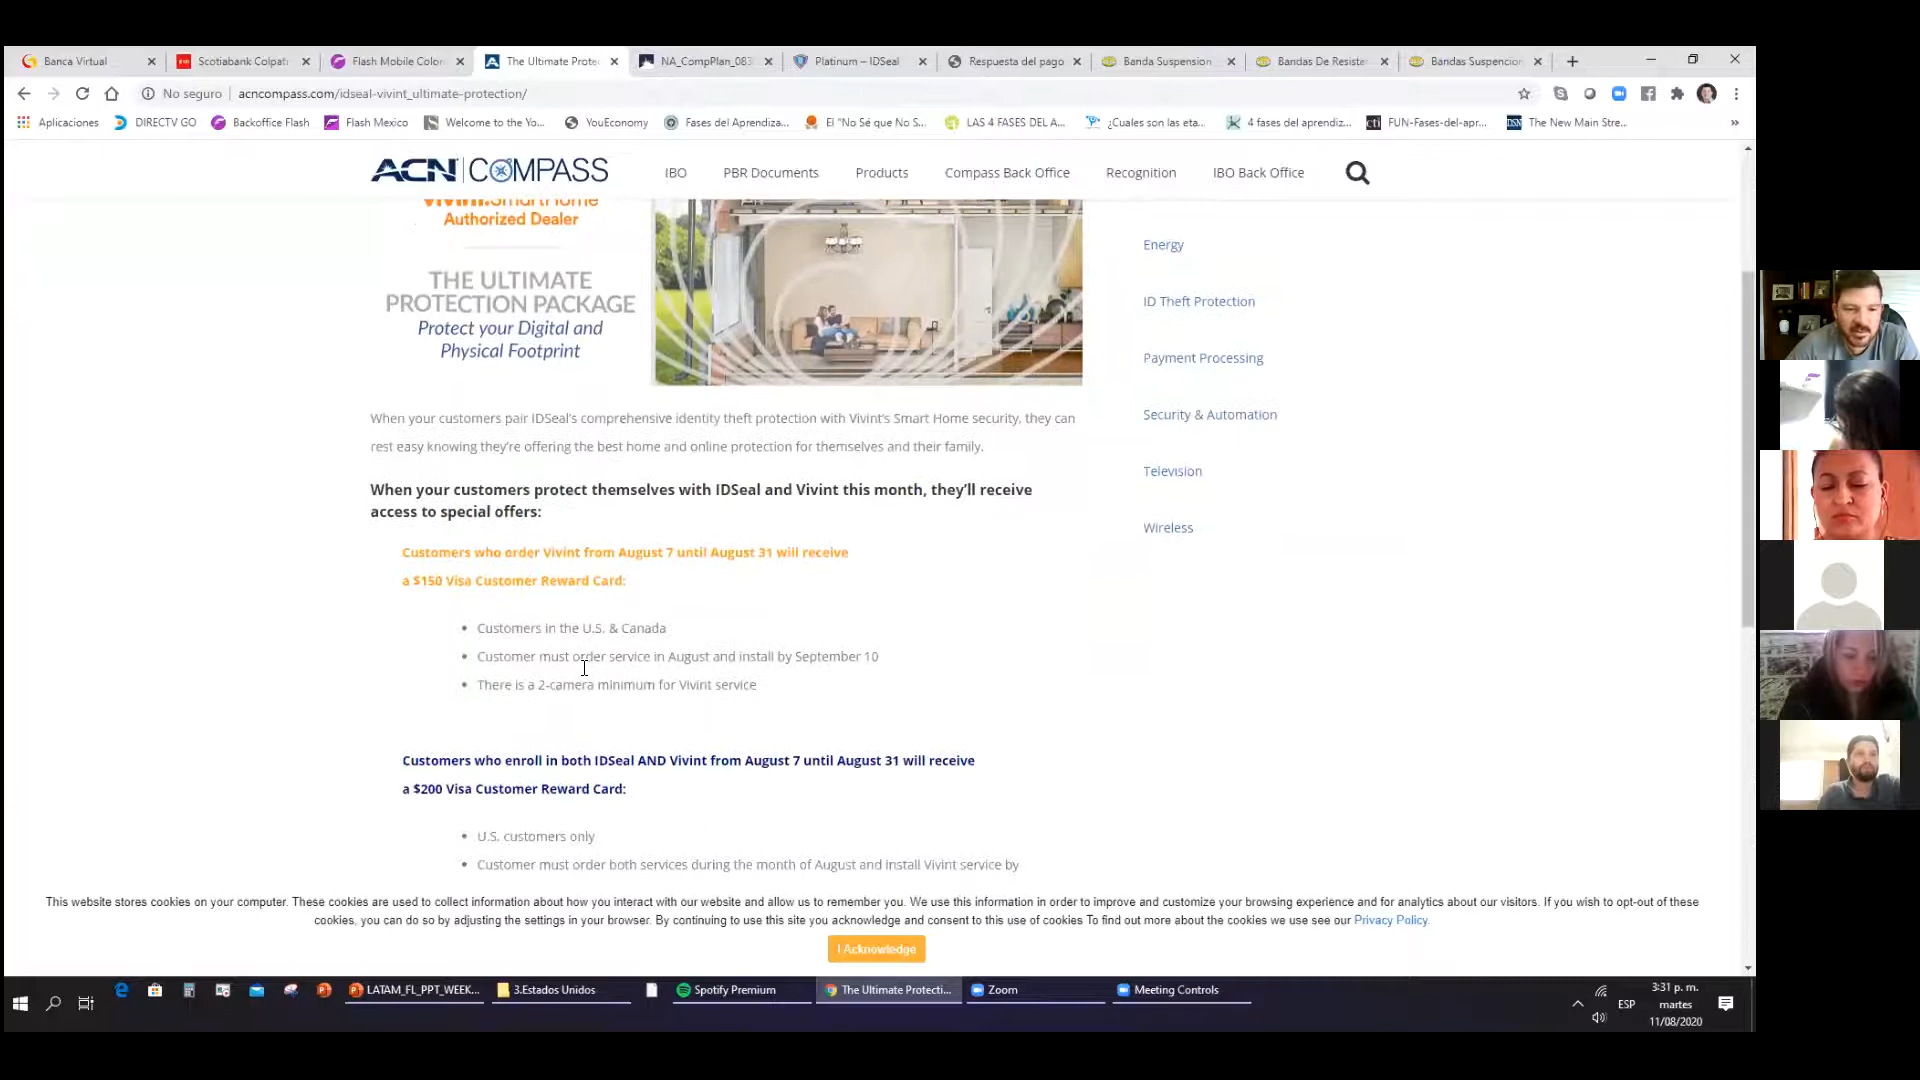 Banca Virtual
Scotiabank Colpatr
Flash Mobile Color
The Ultimate Prote
NA_CompPlan_083
Platinum – IDSeal
Respuesta del pago
Banda Suspension
Bandas De Resiste
Bandas Suspension
No seguro
acncompass.com/idseal-vivint_ultimate-protection/
Aplicaciones
DIRECTV GO
Backoffice Flash
Flash Mexico
Welcome to the Yo...
YouEconomy
Fases del Aprendiza...
El "No Sé que No S...
LAS 4 FASES DEL A...
¿Cuales son las eta...
4 fases del aprendiz...
FUN-Fases-del-apr...
The New Main Stre...
ACN COMPASS
IBO
PBR Documents
Products
Compass Back Office
Recognition
IBO Back Office
vivint.SmartHome
Authorized Dealer
THE ULTIMATE
PROTECTION PACKAGE
Protect your Digital and
Physical Footprint
Energy
ID Theft Protection
Payment Processing
Security & Automation
Television
Wireless
When your customers pair IDSeal's comprehensive identity theft protection with Vivint's Smart Home security, they can
rest easy knowing they're offering the best home and online protection for themselves and their family.
When your customers protect themselves with IDSeal and Vivint this month, they'll receive
access to special offers:
Customers who order Vivint from August 7 until August 31 will receive
a $150 Visa Customer Reward Card:
• Customers in the U.S. & Canada
• Customer must order service in August and install by September 10
• There is a 2-camera minimum for Vivint service
Customers who enroll in both IDSeal AND Vivint from August 7 until August 31 will receive
a $200 Visa Customer Reward Card:
• U.S. customers only
• Customer must order both services during the month of August and install Vivint service by
This website stores cookies on your computer. These cookies are used to collect information about how you interact with our website and allow us to remember you. We use this information in order to improve and customize your browsing experience and for analytics about our visitors. If you wish to opt-out of these
cookies, you can do so by adjusting the settings in your browser. By continuing to use this site you acknowledge and consent to this use of cookies To find out more about the cookies we use see our Privacy Policy.
I Acknowledge
LATAM_FL_PPT_WEEK...
3.Estados Unidos
Spotify Premium
The Ultimate Protecti...
Zoom
Meeting Controls
ESP
3:31 p. m.
martes
11/08/2020